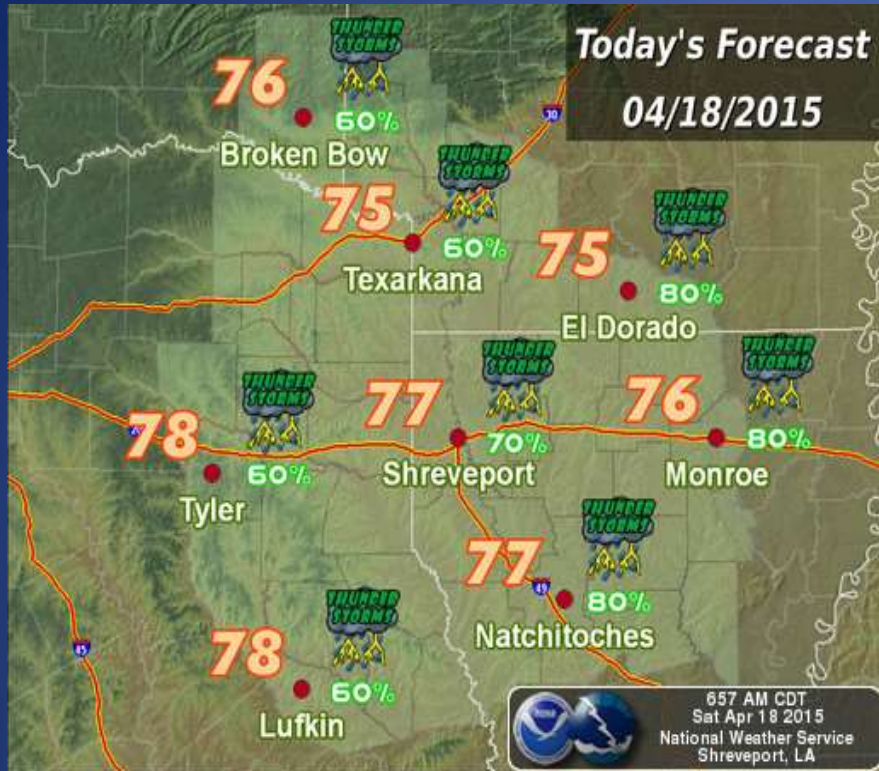 Today's Forecast
04/18/2015
THUNDER
STORMS
76
60%
Broken Bow
30
THUNDER
STORMS
75
60%
Texarkana
THUNDER
STORMS
75
80%
El Dorado
THUNDER
STORMS
78
60%
Tyler
THUNDER
STORMS
77
70%
Shreveport
THUNDER
STORMS
76
80%
Monroe
THUNDER
STORMS
77
49
80%
Natchitoches
45
THUNDER
STORMS
78
60%
Lufkin
noaa
657 AM CDT
Sat Apr 18 2015
National Weather Service
Shreveport, LA